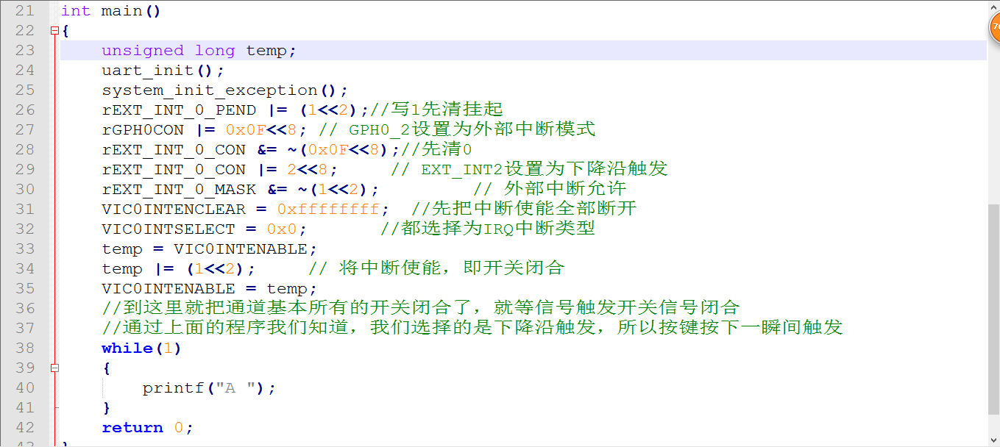 21 int main()
22 {
23 unsigned long temp;
24 uart_init();
25 system_init_exception();
26 rEXT_INT_0_PEND |= (1<<2);//写1先清挂起
27 rGPH0CON |= 0x0F<<8; // GPH0_2设置为外部中断模式
28 rEXT_INT_0_CON &= ~(0x0F<<8);//先清0
29 rEXT_INT_0_CON |= 2<<8; // EXT_INT2设置为下降沿触发
30 rEXT_INT_0_MASK &= ~(1<<2); // 外部中断允许
31 VIC0INTENCLEAR = 0xffffffff; //先把中断使能全部断开
32 VIC0INTSELECT = 0x0; //都选择为IRQ中断类型
33 temp = VIC0INTENABLE;
34 temp |= (1<<2); // 将中断使能，即开关闭合
35 VIC0INTENABLE = temp;
36 //到这里就把通道基本所有的开关闭合了，就等信号触发开关信号闭合
37 //通过上面的程序我们知道，我们选择的是下降沿触发，所以按键按下一瞬间触发
38 while(1)
39 {
40 printf("A ");
41 }
42 return 0;